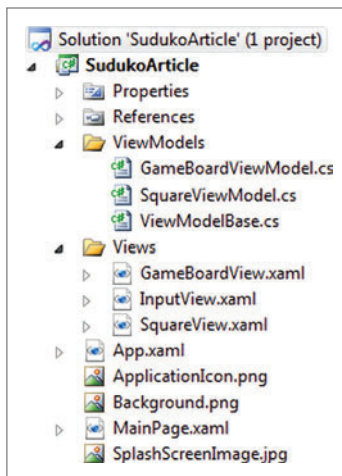 Solution 'SudukoArticle' (1 project)
SudukoArticle
Properties
References
ViewModels
GameBoardViewModel.cs
SquareViewModel.cs
ViewModelBase.cs
Views
GameBoardView.xaml
InputView.xaml
SquareView.xaml
App.xaml
ApplicationIcon.png
Background.png
MainPage.xaml
SplashScreenImage.jpg